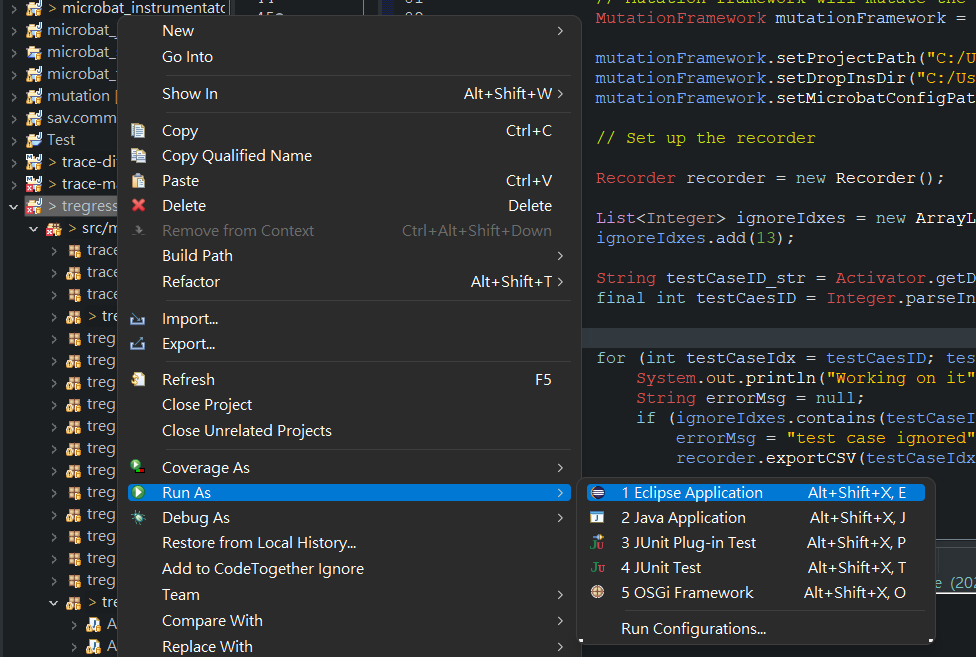 > microbat_instrumentatc
microbat_
microbat_
microbat_
mutation [
sav.comm
Test
> trace-di
> trace-ma
> tregress
> src/m
trace
trace
trace
> tre
treg
treg
treg
treg
treg
treg
treg
treg
treg
treg
treg
treg
> tre
A
A
New
Go Into
Show In Alt+Shift+W
Copy Ctrl+C
Copy Qualified Name
Paste Ctrl+V
Delete Delete
Remove from Context Ctrl+Alt+Shift+Down
Build Path
Refactor Alt+Shift+T
Import...
Export...
Refresh F5
Close Project
Close Unrelated Projects
Coverage As
Run As
Debug As
Restore from Local History...
Add to CodeTogether Ignore
Team
Compare With
Replace With
1 Eclipse Application Alt+Shift+X, E
2 Java Application Alt+Shift+X, J
3 JUnit Plug-in Test Alt+Shift+X, P
4 JUnit Test Alt+Shift+X, T
5 OSGi Framework Alt+Shift+X, O
Run Configurations...
// Mutation framework will mutate the
MutationFramework mutationFramework =
mutationFramework.setProjectPath("C:/U
mutationFramework.setDropInsDir("C:/Us
mutationFramework.setMicrobatConfigPat
// Set up the recorder
Recorder recorder = new Recorder();
List<Integer> ignoreIdxes = new ArrayL
ignoreIdxes.add(13);
String testCaseID_str = Activator.getD
final int testCaesID = Integer.parseIn
for (int testCaseIdx = testCaesID; tes
System.out.println("Working on it"
String errorMsg = null;
if (ignoreIdxes.contains(testCaseI
errorMsg = "test case ignored"
recorder.exportCSV(testCaseIdx
e (202